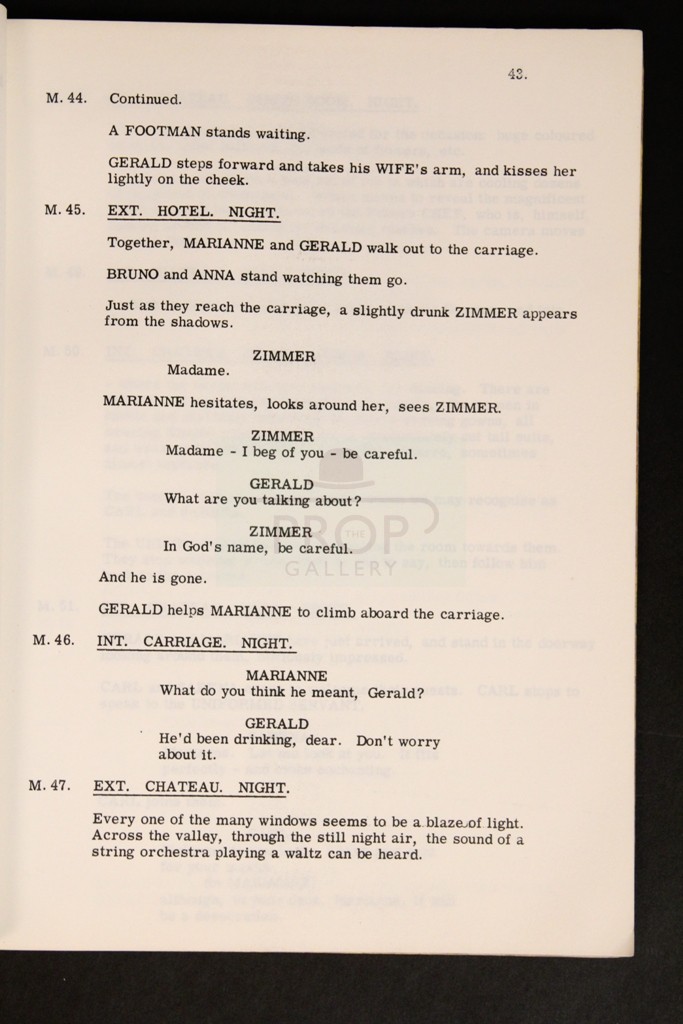 43.
M. 44. Continued.
A FOOTMAN stands waiting.
GERALD steps forward and takes his WIFE's arm, and kisses her
lightly on the cheek.
M. 45. EXT. HOTEL. NIGHT.
Together, MARIANNE and GERALD walk out to the carriage.
BRUNO and ANNA stand watching them go.
Just as they reach the carriage, a slightly drunk ZIMMER appears
from the shadows.
ZIMMER
Madame.
MARIANNE hesitates, looks around her, sees ZIMMER.
ZIMMER
Madame - I beg of you - be careful.
GERALD
What are you talking about?
ZIMMER
In God's name, be careful.
And he is gone.
GERALD helps MARIANNE to climb aboard the carriage.
M. 46. INT. CARRIAGE. NIGHT.
MARIANNE
What do you think he meant, Gerald?
GERALD
He'd been drinking, dear. Don't worry
about it.
M. 47. EXT. CHATEAU. NIGHT.
Every one of the many windows seems to be a blaze of light.
Across the valley, through the still night air, the sound of a
string orchestra playing a waltz can be heard.
THE
PROP
GALLERY